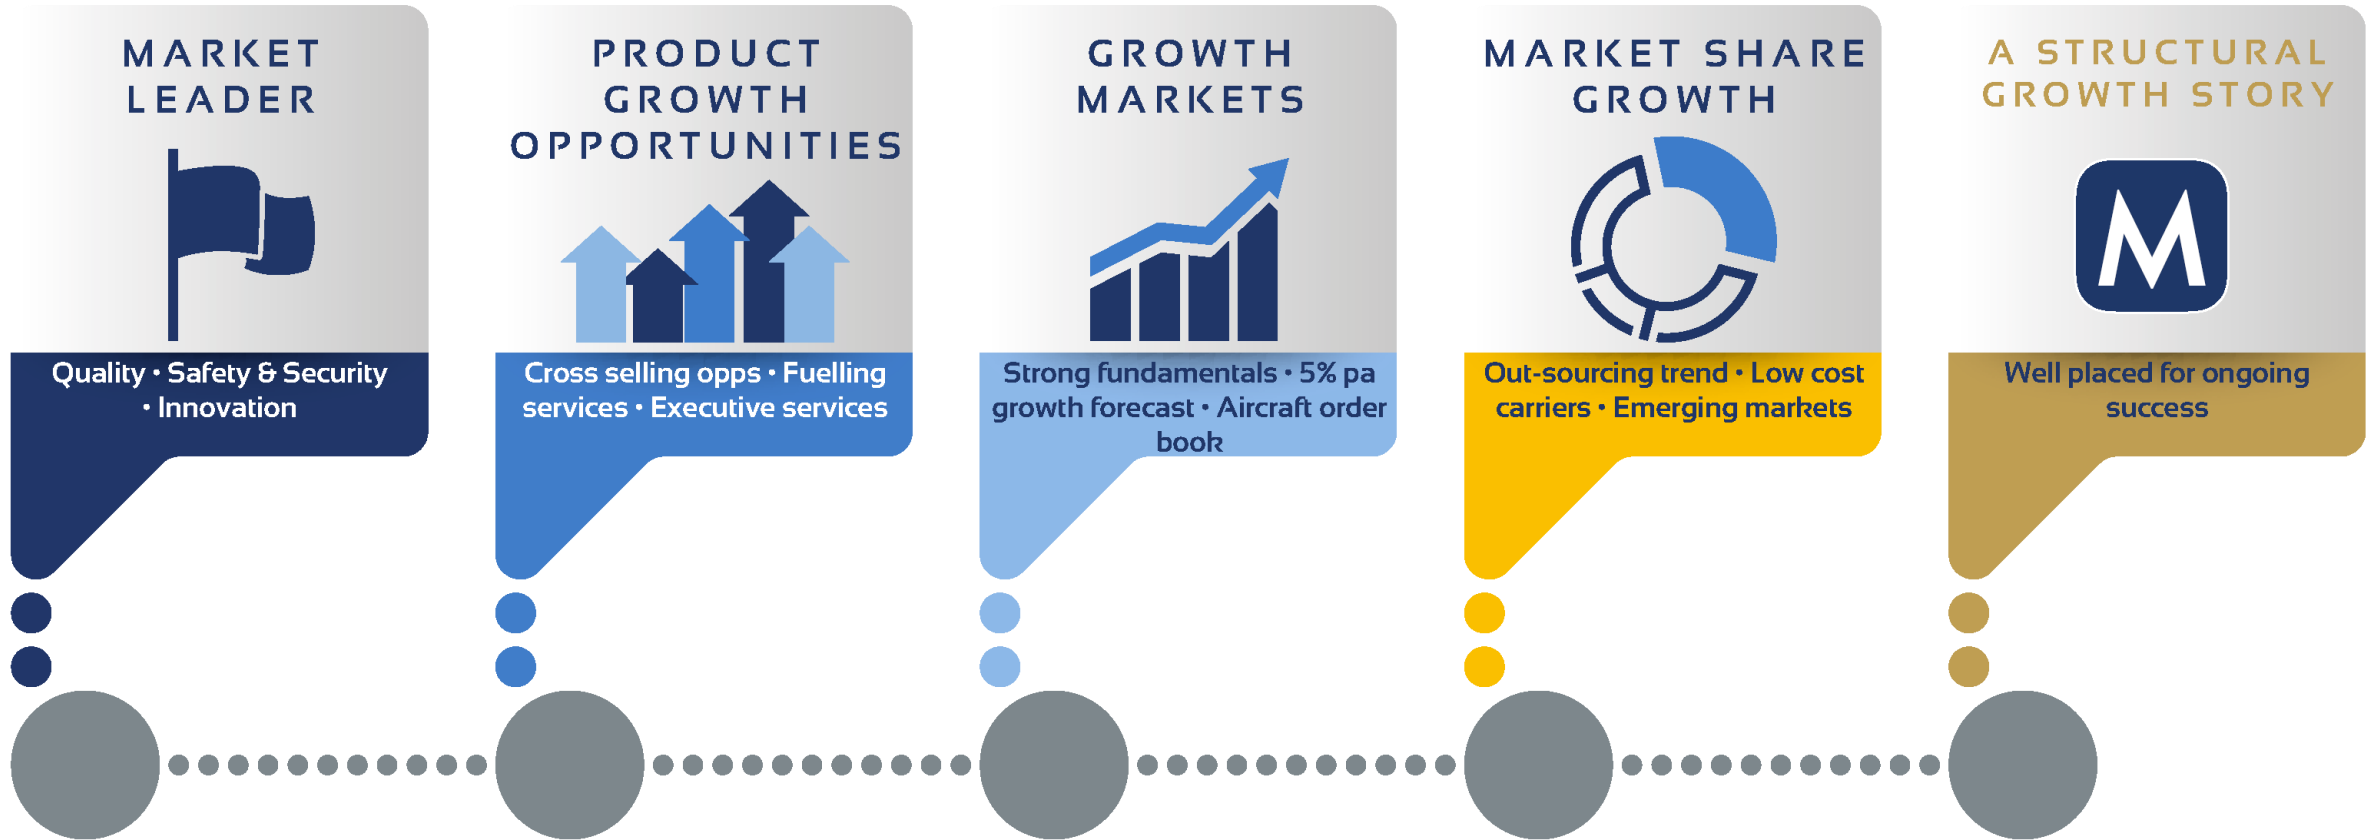 MARKET
LEADER
Quality • Safety & Security
• Innovation
PRODUCT
GROWTH
OPPORTUNITIES
Cross selling opps • Fuelling
services • Executive services
GROWTH
MARKETS
Strong fundamentals • 5% pa
growth forecast • Aircraft order
book
MARKET SHARE
GROWTH
Out-sourcing trend • Low cost
carriers • Emerging markets
A STRUCTURAL
GROWTH STORY
M
Well placed for ongoing
success